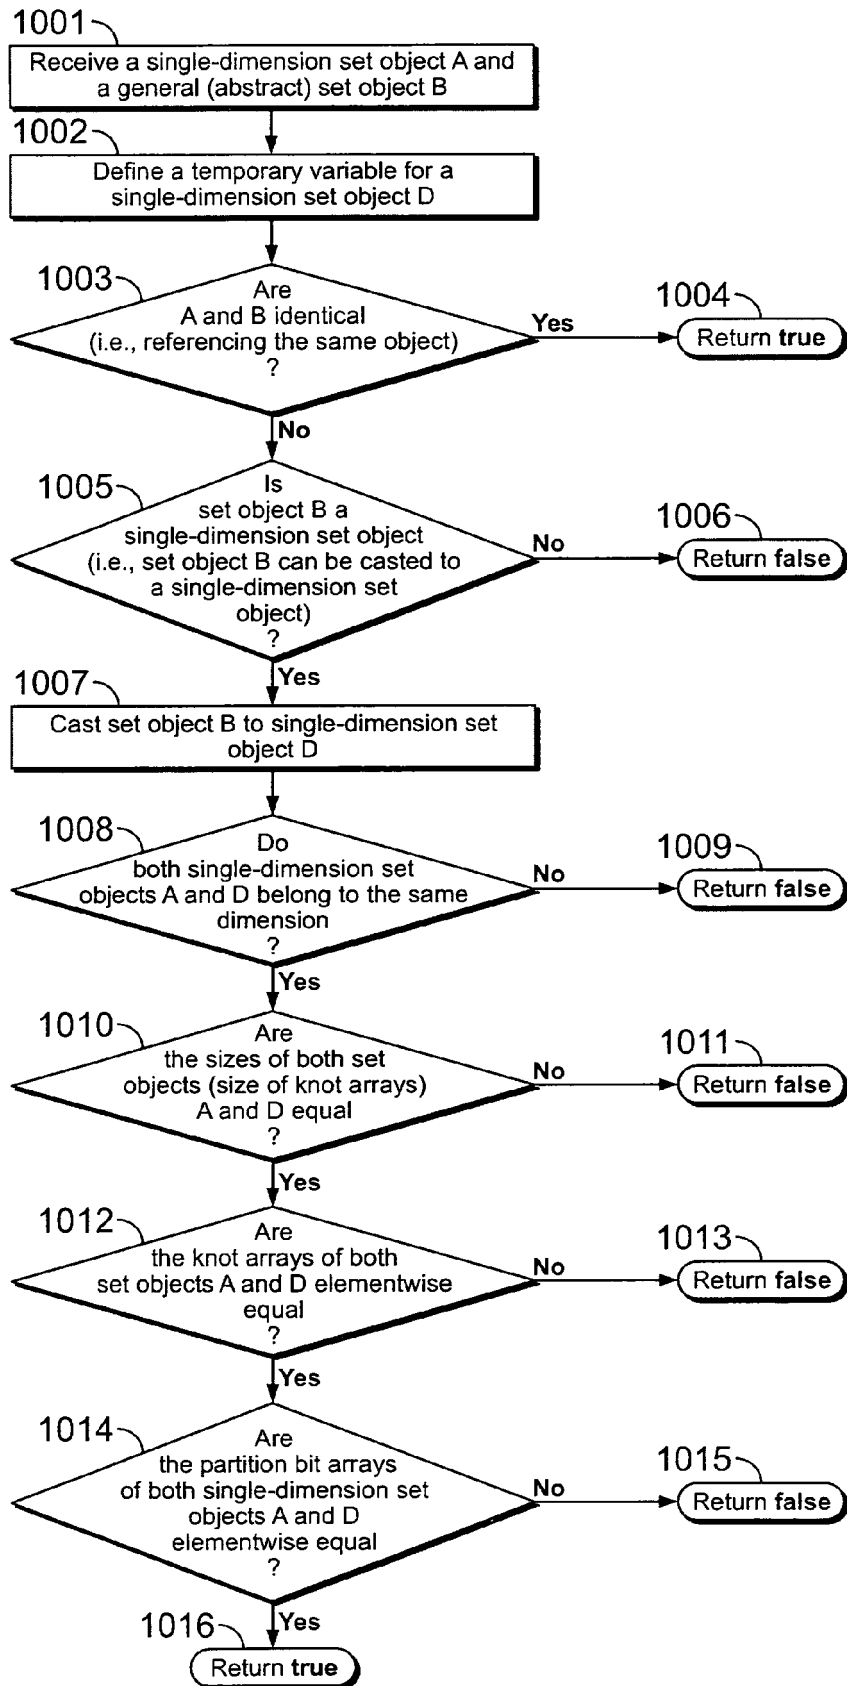 1001
Receive a single-dimension set object A and
a general (abstract) set object B
1002
Define a temporary variable for a
single-dimension set object D
1003
Are
A and B identical
(i.e., referencing the same object)
?
Yes
1004
Return true
No
1005
Is
set object B a
single-dimension set object
(i.e., set object B can be casted to
a single-dimension set
object)
?
No
1006
Return false
Yes
1007
Cast set object B to single-dimension set
object D
1008
Do
both single-dimension set
objects A and D belong to the same
dimension
?
No
1009
Return false
Yes
1010
Are
the sizes of both set
objects (size of knot arrays)
A and D equal
?
No
1011
Return false
Yes
1012
Are
the knot arrays of both
set objects A and D elementwise
equal
?
No
1013
Return false
Yes
1014
Are
the partition bit arrays
of both single-dimension set
objects A and D
elementwise equal
?
No
1015
Return false
Yes
1016
Return true